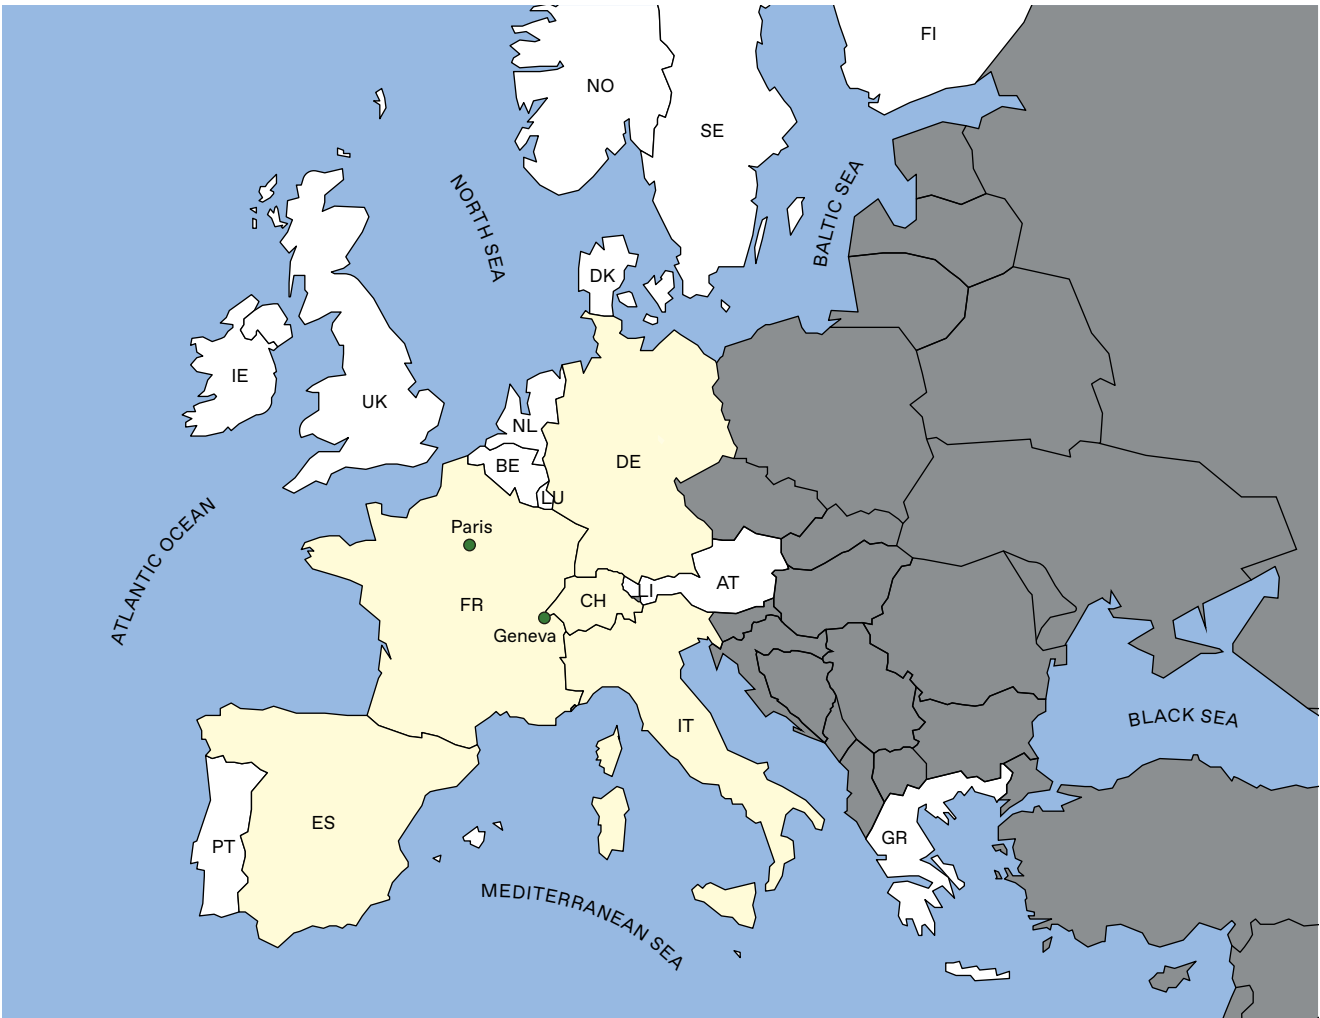 FI
NO
SE
NORTH SEA
BALTIC SEA
DK
IE
UK
NL
BE
DE
LU
ATLANTIC OCEAN
Paris
AT
LI
CH
FR
Geneva
BLACK SEA
IT
ES
GR
PT
MEDITERRANEAN SEA